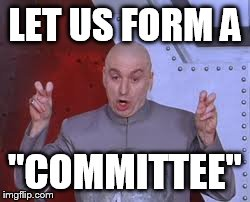 LET US FORM A
"COMMITTEE"
imgflip.com